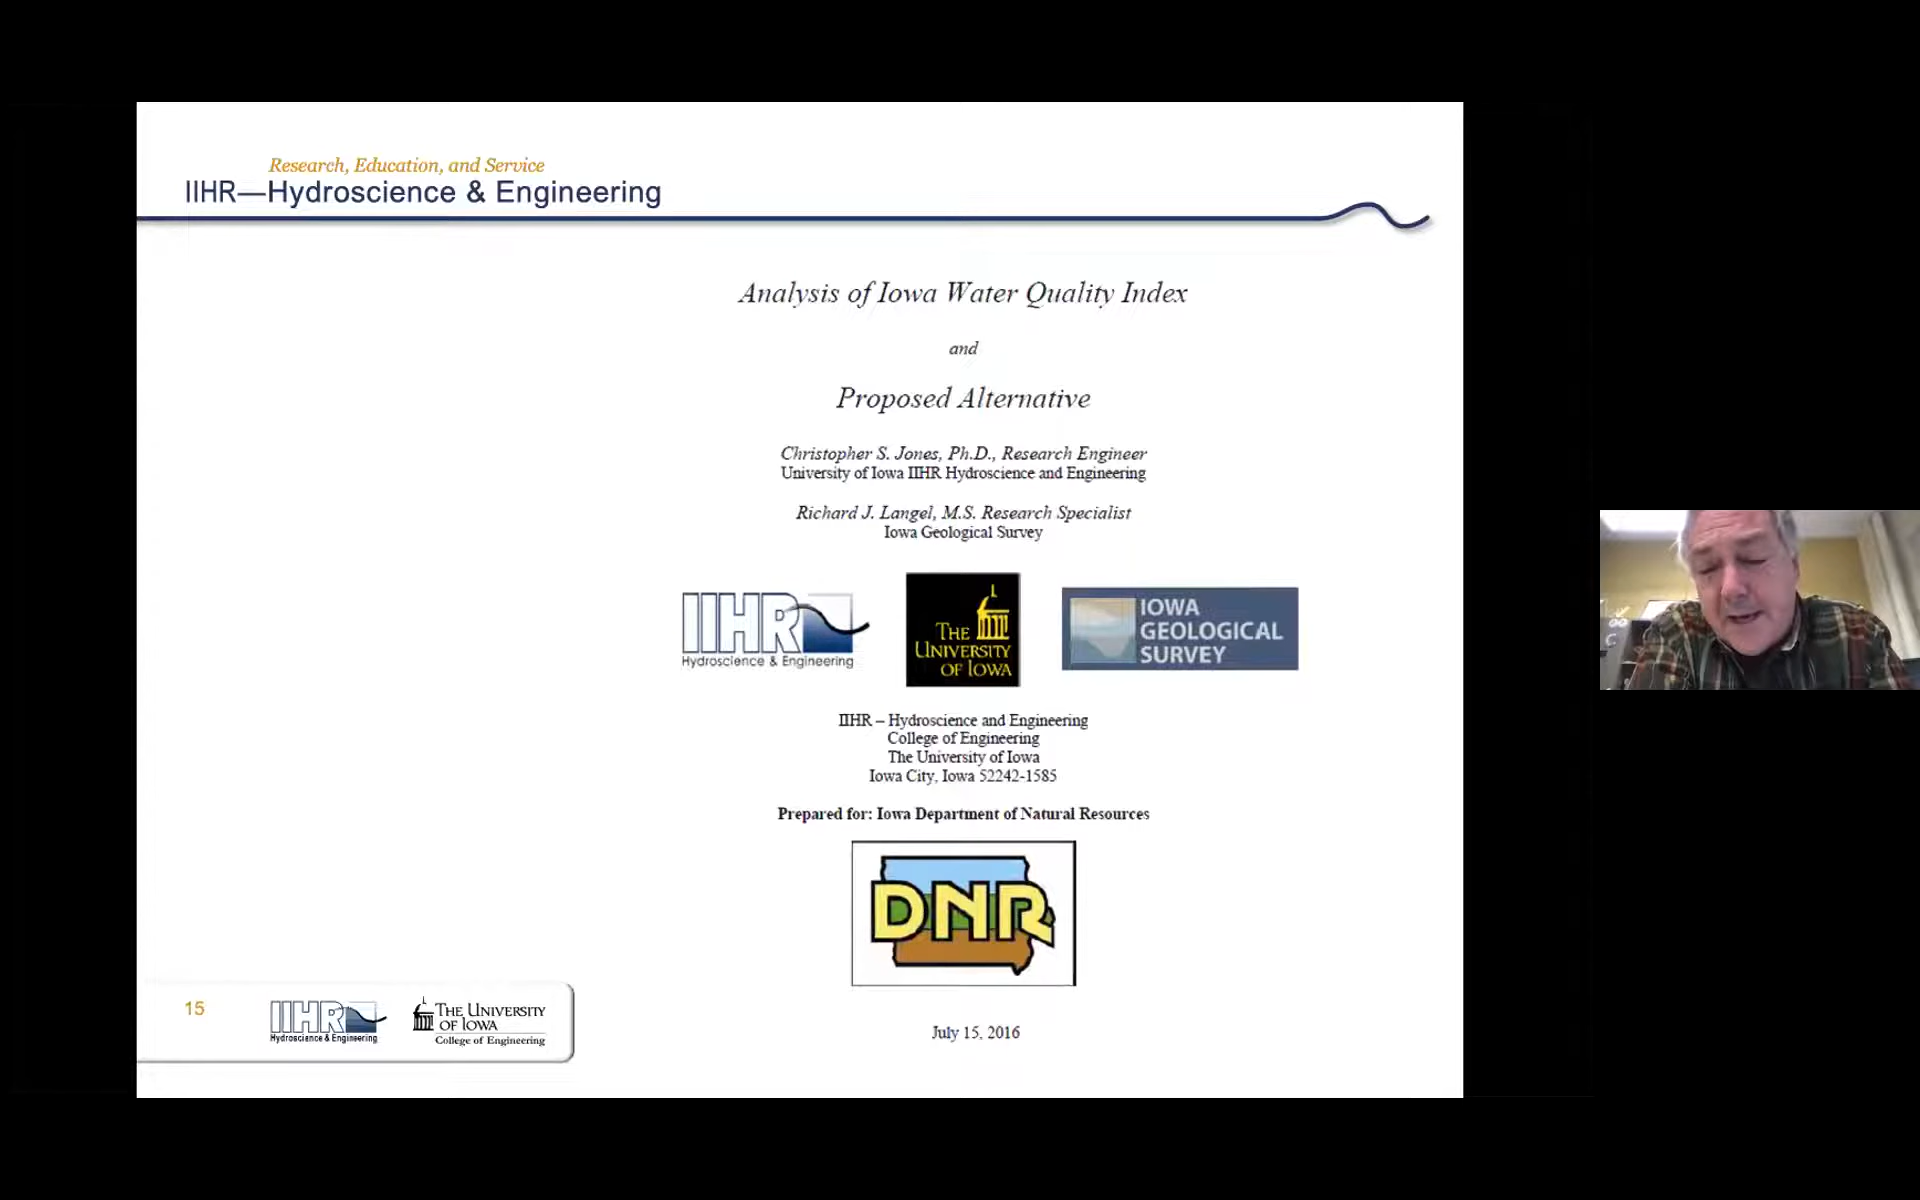 Research, Education, and Service
IIHR—Hydroscience & Engineering
Analysis of Iowa Water Quality Index
and
Proposed Alternative
Christopher S. Jones, Ph.D., Research Engineer
University of Iowa IIHR Hydroscience and Engineering
Richard J. Langel, M.S. Research Specialist
Iowa Geological Survey
IIHR
Hydroscience & Engineering
THE
UNIVERSITY
OF IOWA
IOWA
GEOLOGICAL
SURVEY
IIHR – Hydroscience and Engineering
College of Engineering
The University of Iowa
Iowa City, Iowa 52242-1585
Prepared for: Iowa Department of Natural Resources
DNR
July 15, 2016
15
IIHR
Hydroscience & Engineering
THE UNIVERSITY
OF IOWA
College of Engineering